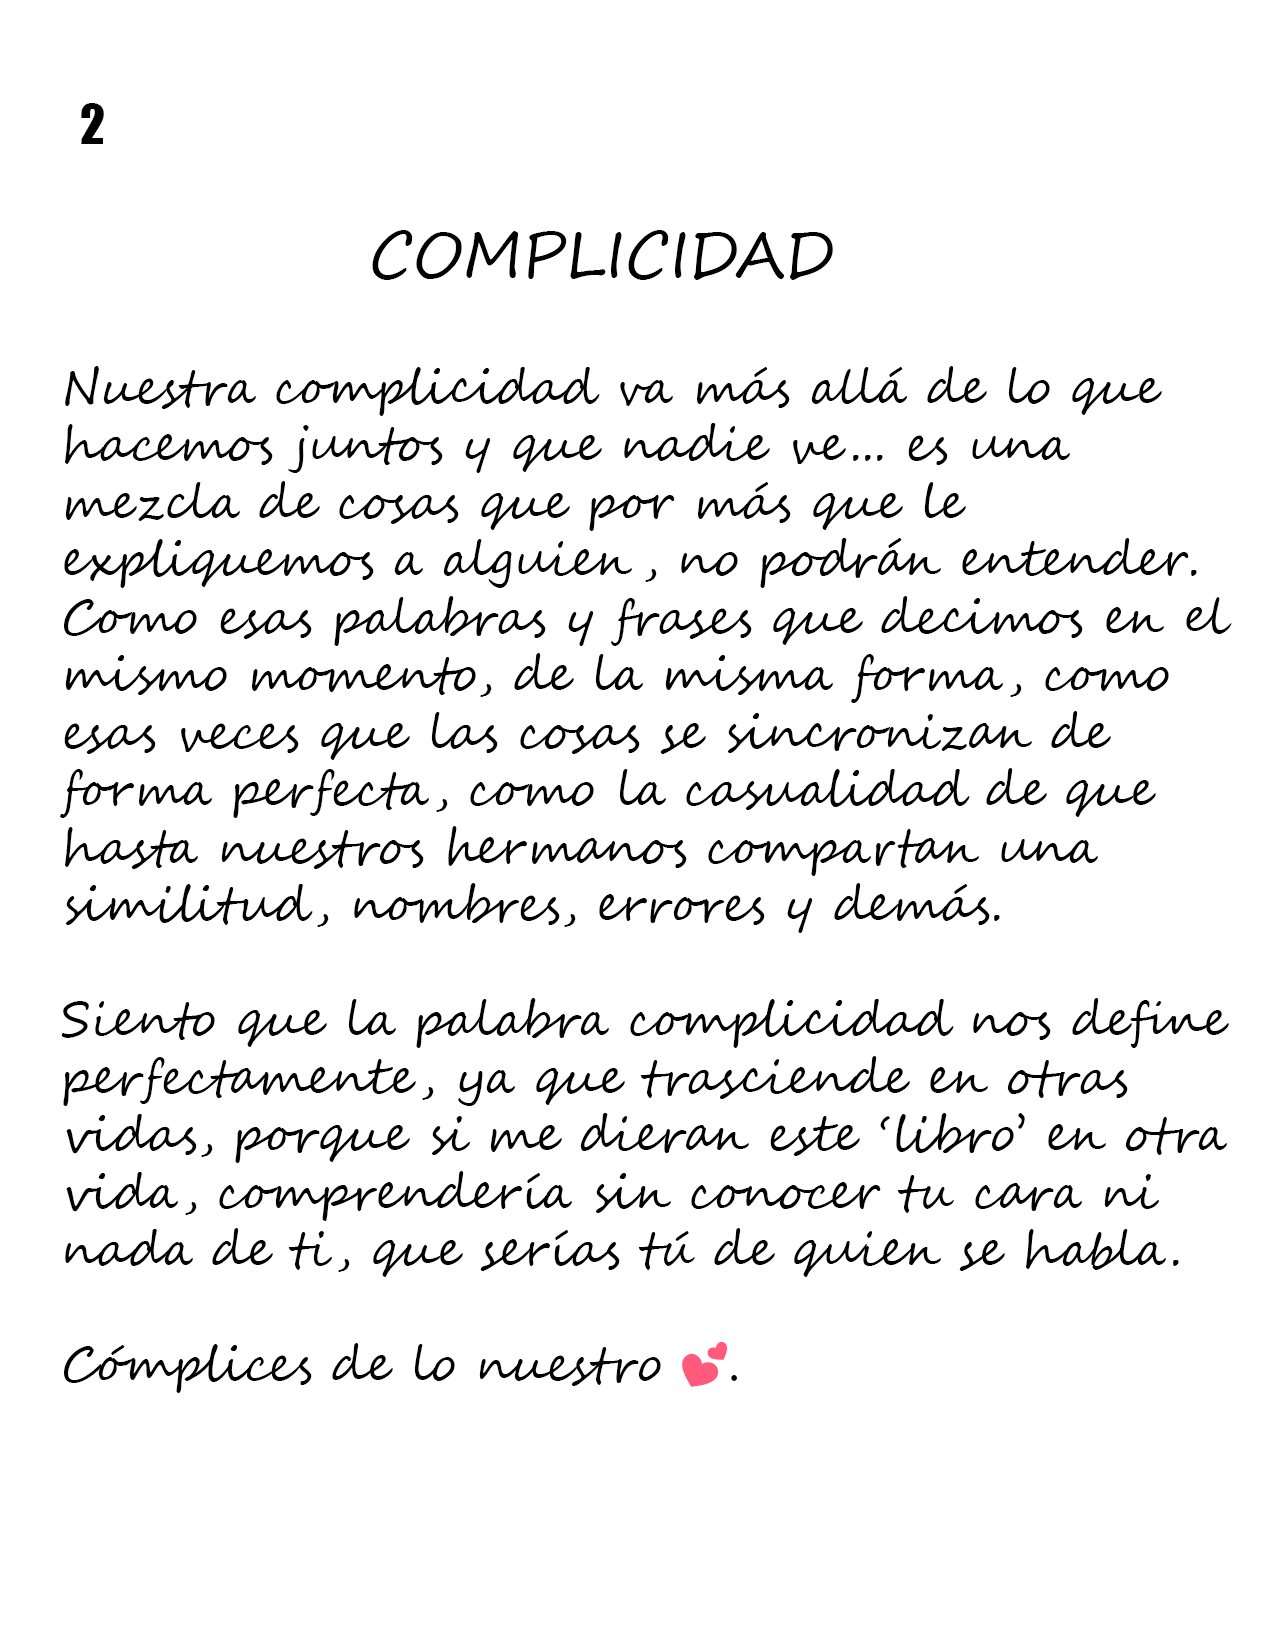 2
COMPLICIDAD
Nuestra complicidad va más allá de lo que
hacemos juntos y que nadie ve... es una
mezcla de cosas que por más que le
expliquemos a alguien, no podrán entender.
Como esas palabras y frases que decimos en el
mismo momento, de la misma forma, como
esas veces que las cosas se sincronizan de
forma perfecta, como la casualidad de que
hasta nuestros hermanos compartan una
similitud, nombres, errores y demás.
Siento que la palabra complicidad nos define
perfectamente, ya que trasciende en otras
vidas, porque si me dieran este ‘libro’ en otra
vida, comprendería sin conocer tu cara ni
nada de ti, que serías tú de quien se habla.
Cómplices de lo nuestro 💕.